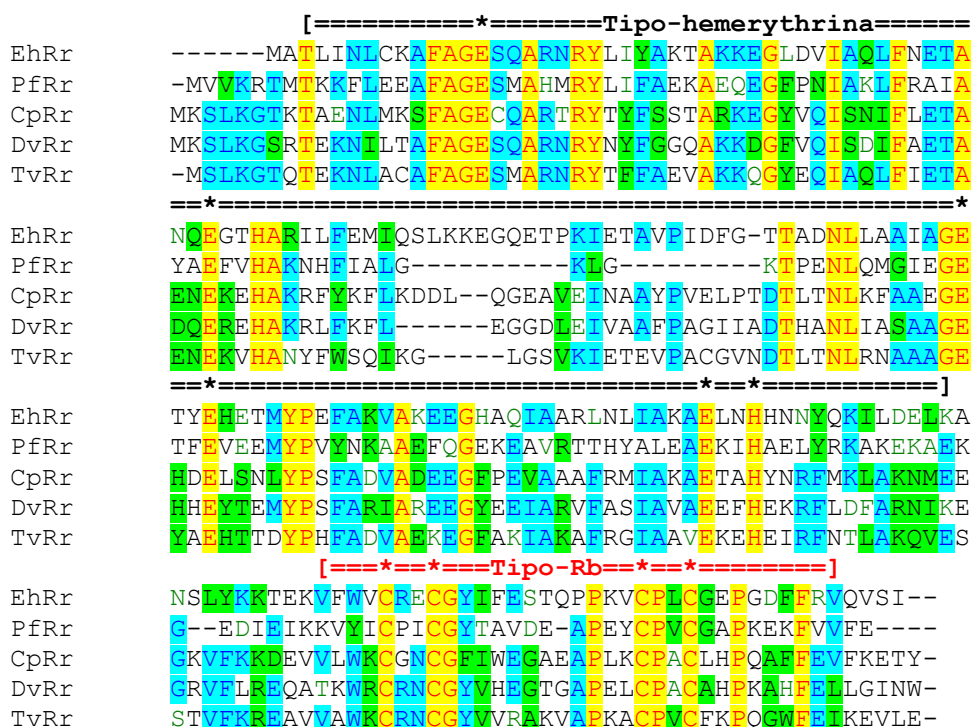 [==========*=======Tipo-hemerythrina======
EhRr ------MATLINLCKAFAGESQARNRYLIYAKTAKKEGLDVIAQLFNETA
PfRr -MVVKRTMTKKFLEEAFAGESMAHMRYLIFAEKAEQEGFPNIAKLFRAIA
CpRr MKSLKGTKTAENLMKSFAGECQARTRYTYFSSTARKEGYVQISNIFLETA
DvRr MKSLKGSRTEKNILTAFAGESQARNRYNYFGGQAKKDGFVQISDIFAETA
TvRr -MSLKGTQTEKNLACAFAGESMARNRYTFFAEVAKKQGYEQIAQLFIETA
==*==============================================*
EhRr NQEGTHARILFEMIQSLKKEGQETPKIETAVPIDFG-TTADNLLAAIAGE
PfRr YAEFVHAKNHFIALG----------KLG---------KTPENLQMGIEGE
CpRr ENEKEHAKRFYKFLKDDL--QGEAVEINAAYPVELPTDTLTNLKFAAEGE
DvRr DQEREHAKRLFKFL------EGGDLEIVAAFPAGIIADTHANLIASAAGE
TvRr ENEKVHANYFWSQIKG-----LGSVKIETEVPACGVNDTLTNLRNAAAGE
==*==============================*==*===========]
EhRr TYEHETMYPEFAKVAKEEGHAQIAARLNLIAKAELNHHNNYQKILDELKA
PfRr TFEVEEMYPVYNKAAEFQGEKEAVRTTHYALEAEKIHAELYRKAKEKAEK
CpRr HDELSNLYPSFADVADEEGFPEVAAAFRMIAKAETAHYNRFMKLAKNMEE
DvRr HHEYTEMYPSFARIAREEGYEEIARVFASIAVAEEFHEKRFLDFARNIKE
TvRr YAEHTTDYPHFADVAEKEGFAKIAKAFRGIAAVEKEHEIRFNTLAKQVES
[===*==*===Tipo-Rb==*==*========]
EhRr NSLYKKTEKVFWVCRECGYIFESTQPPKVCPLCGEPGDFFRVQVSI--
PfRr G--EDIEIKKVYICPICGYTAVDE-APEYCPVCGAPKEKFVVFE----
CpRr GKVFKKDEVVLWKCGNCGFIWEGAEAPLKCPACLHPQAFFEVFKETY-
DvRr GRVFLREQATKWRCRNCGYVHEGTGAPELCPACAHPKAHFELLGINW-
TvRr STVFKREAVVAWKCRNCGYVVRAKVAPKACPVCFKPQGWFEIKEVLE-